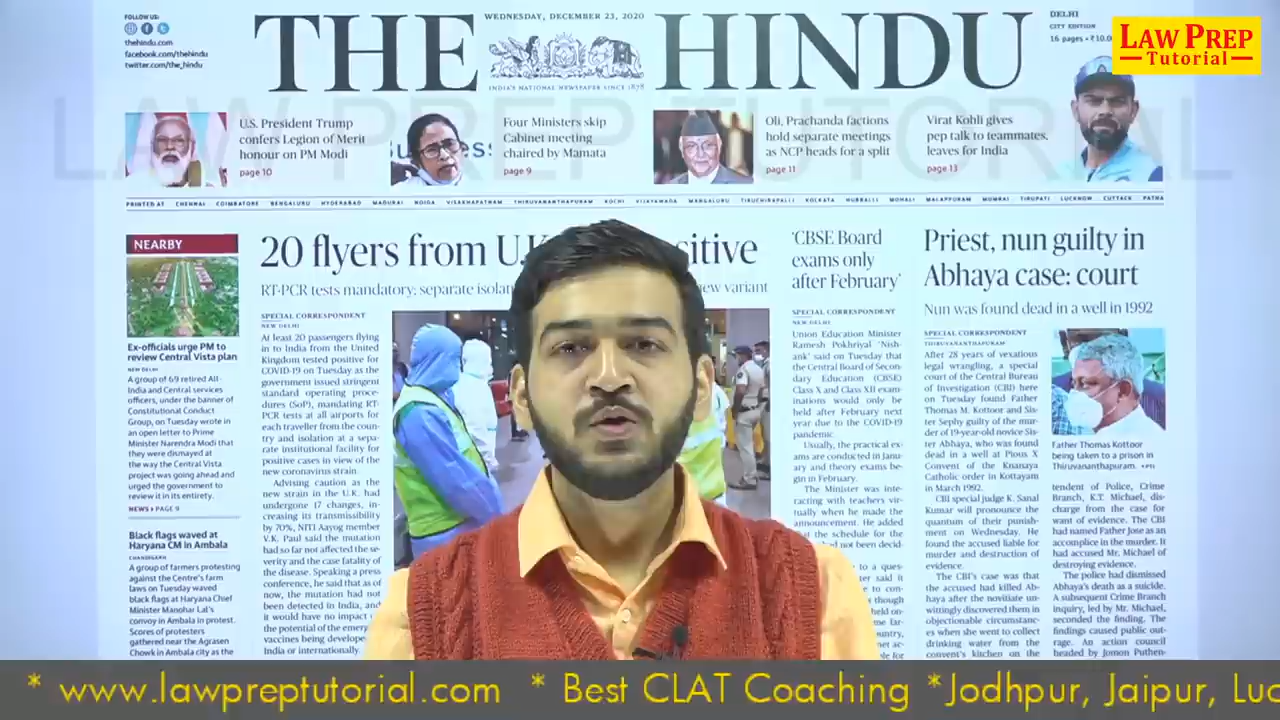 FOLLOW US:
thehindu.com
facebook.com/thehindu
twitter.com/the_hindu
WEDNESDAY, DECEMBER 23, 2020
THE HINDU
INDIA'S NATIONAL NEWSPAPER SINCE 1878
DELHI
CITY EDITION
16 pages • ₹10.0
LAW PREP
Tutorial
LAW PREP TUTORIAL
U.S. President Trump
confers Legion of Merit
honour on PM Modi
page 10
Four Ministers skip
Cabinet meeting
chaired by Mamata
page 9
Oli, Prachanda factions
hold separate meetings
as NCP heads for a split
page 11
Virat Kohli gives
pep talk to teammates,
leaves for India
page 13
PRINTED AT CHENNAI COIMBATORE BENGALURU HYDERABAD MADURAI NOIDA VISAKHAPATNAM THIRUVANANTHAPURAM KOCHI VIJAYAWADA MANGALURU TIRUCHIRAPALLI KOLKATA HUBBALLI MOHALI MALAPPURAM MUMBAI TIRUPATI LUCKNOW CUTTACK PATNA
NEARBY
Ex-officials urge PM to
review Central Vista plan
NEW DELHI
A group of 69 retired All-
India and Central services
officers, under the banner of
Constitutional Conduct
Group, on Tuesday wrote in
an open letter to Prime
Minister Narendra Modi that
they were dismayed at
the way the Central Vista
project was going ahead and
urged the government to
review it in its entirety.
NEWS PAGE 9
Black flags waved at
Haryana CM in Ambala
CHANDIGARH
A group of farmers protesting
against the Centre's farm
laws on Tuesday waved
black flags at Haryana Chief
Minister Manohar Lal's
convoy in Ambala in protest.
Scores of protesters
gathered near the Agrasen
Chowk in Ambala city as the
20 flyers from U.K. sitive
RT-PCR tests mandatory; separate isolat new variant
SPECIAL CORRESPONDENT
NEW DELHI
At least 20 passengers flying
in to India from the United
Kingdom tested positive for
COVID-19 on Tuesday as the
government issued stringent
standard operating proce-
dures (SoP), mandating RT-
PCR tests at all airports for
each traveller from the coun-
try and isolation at a sepa-
rate institutional facility for
positive cases in view of the
new coronavirus strain.
Advising caution as the
new strain in the U.K. had
undergone 17 changes, in-
creasing its transmissibility
by 70%, NITI Aayog member
V.K. Paul said the mutation
had so far not affected the se-
verity and the case fatality of
the disease. Speaking a press
conference, he said that as of
now, the mutation had not
been detected in India, and
it would have no impact
the potential of the emerg
vaccines being develope
India or internationally.
'CBSE Board
exams only
after February'
SPECIAL CORRESPONDENT
NEW DELHI
Union Education Minister
Ramesh Pokhriyal 'Nish-
ank' said on Tuesday that
the Central Board of Secon-
dary Education (CBSE)
Class X and Class XII exam-
inations would only be
held after February next
year due to the COVID-19
pandemic.
Usually, the practical ex-
ams are conducted in Janu-
ary and theory exams be-
gin in February.
The Minister was inte-
racting with teachers vir-
tually when he made the
announcement. He added
the schedule for the
had not been decid-
to a ques-
ter said it
to con-
though
held on-
Priest, nun guilty in
Abhaya case: court
Nun was found dead in a well in 1992
SPECIAL CORRESPONDENT
THIRUVANANTHAPURAM
After 28 years of vexatious
legal wrangling, a special
court of the Central Bureau
of Investigation (CBI) here
on Tuesday found Father
Thomas M. Kottoor and Sis-
ter Sephy guilty of the mur-
der of 19-year-old novice Sis-
ter Abhaya, who was found
dead in a well at Pious X
Convent of the Knanaya
Catholic order in Kottayam
in March 1992.
CBI special judge K. Sanal
Kumar will pronounce the
quantum of their punish-
ment on Wednesday. He
found the accused liable for
murder and destruction of
evidence.
The CBI's case was that
the accused had killed Ab-
haya after the novitiate un-
wittingly discovered them in
objectionable circumstanc-
es when she went to collect
drinking water from the
convent's kitchen on the
Father Thomas Kottoor
being taken to a prison in
Thiruvananthapuram.
tendent of Police, Crime
Branch, K.T. Michael, dis-
charge from the case for
want of evidence. The CBI
had named Father Jose as an
accomplice in the murder. It
had accused Mr. Michael of
destroying evidence.
The police had dismissed
Abhaya's death as a suicide.
A subsequent Crime Branch
inquiry, led by Mr. Michael,
seconded the finding. The
findings caused public out-
rage. An action council
headed by Jomon Puthen-
* www.lawpreptutorial.com * Best CLAT Coaching *Jodhpur, Jaipur, Luc